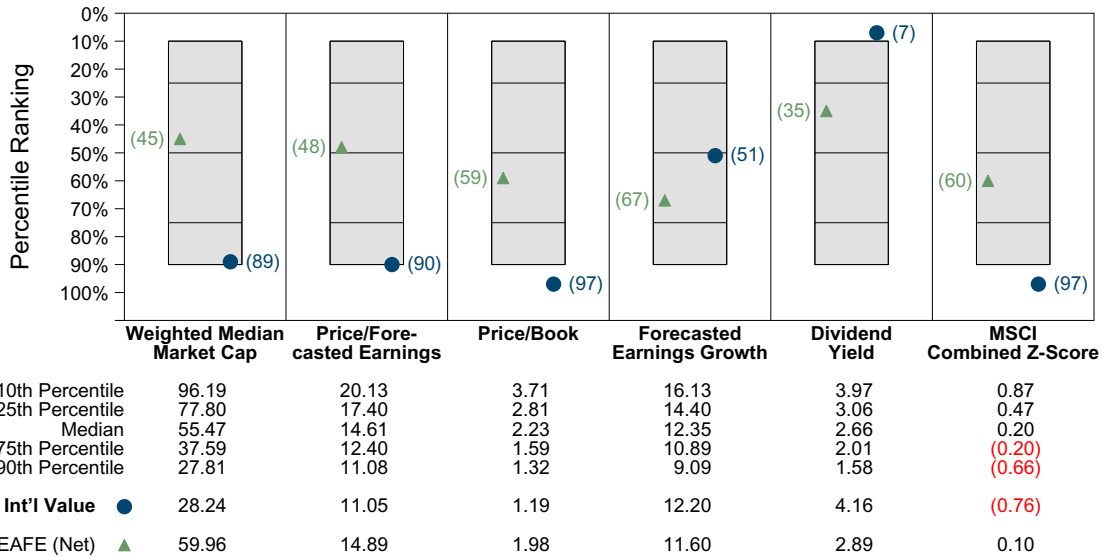 0%
10%
20%
30%
40%
50%
60%
70%
80%
90%
100%
Percentile Ranking
(45) (89)
(48) (90)
(59) (97)
(67) (51)
(35) (7)
(60) (97)
Weighted Median Market Cap
Price/Fore-casted Earnings
Price/Book
Forecasted Earnings Growth
Dividend Yield
MSCI Combined Z-Score
10th Percentile 96.19 20.13 3.71 16.13 3.97 0.87
25th Percentile 77.80 17.40 2.81 14.40 3.06 0.47
Median 55.47 14.61 2.23 12.35 2.66 0.20
75th Percentile 37.59 12.40 1.59 10.89 2.01 (0.20)
90th Percentile 27.81 11.08 1.32 9.09 1.58 (0.66)
Int'l Value 28.24 11.05 1.19 12.20 4.16 (0.76)
EAFE (Net) 59.96 14.89 1.98 11.60 2.89 0.10